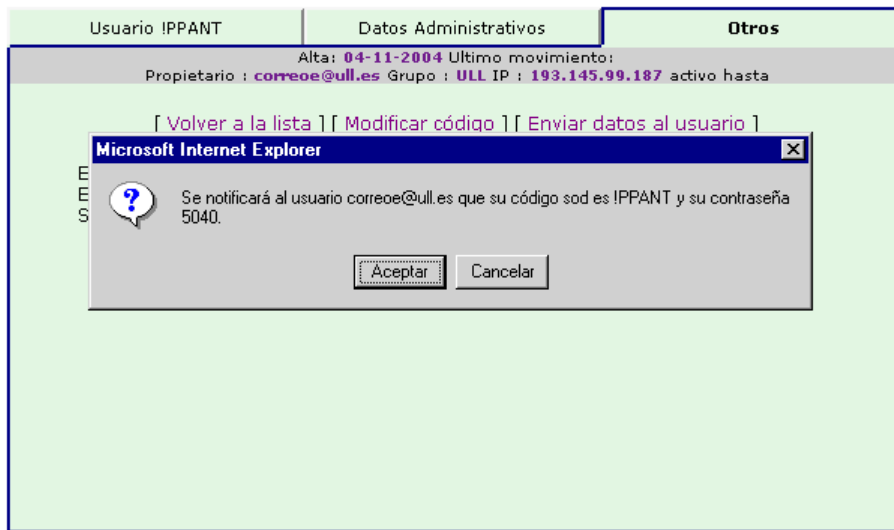 Usuario !PPANT
Datos Administrativos
Otros
Alta: 04-11-2004 Ultimo movimiento:
Propietario : correoe@ull.es Grupo : ULL IP : 193.145.99.187 activo hasta
[ Volver a la lista ] [ Modificar código ] [ Enviar datos al usuario ]
Microsoft Internet Explorer
E
E
S
Se notificará al usuario correoe@ull.es que su código sod es !PPANT y su contraseña
5040.
Aceptar
Cancelar